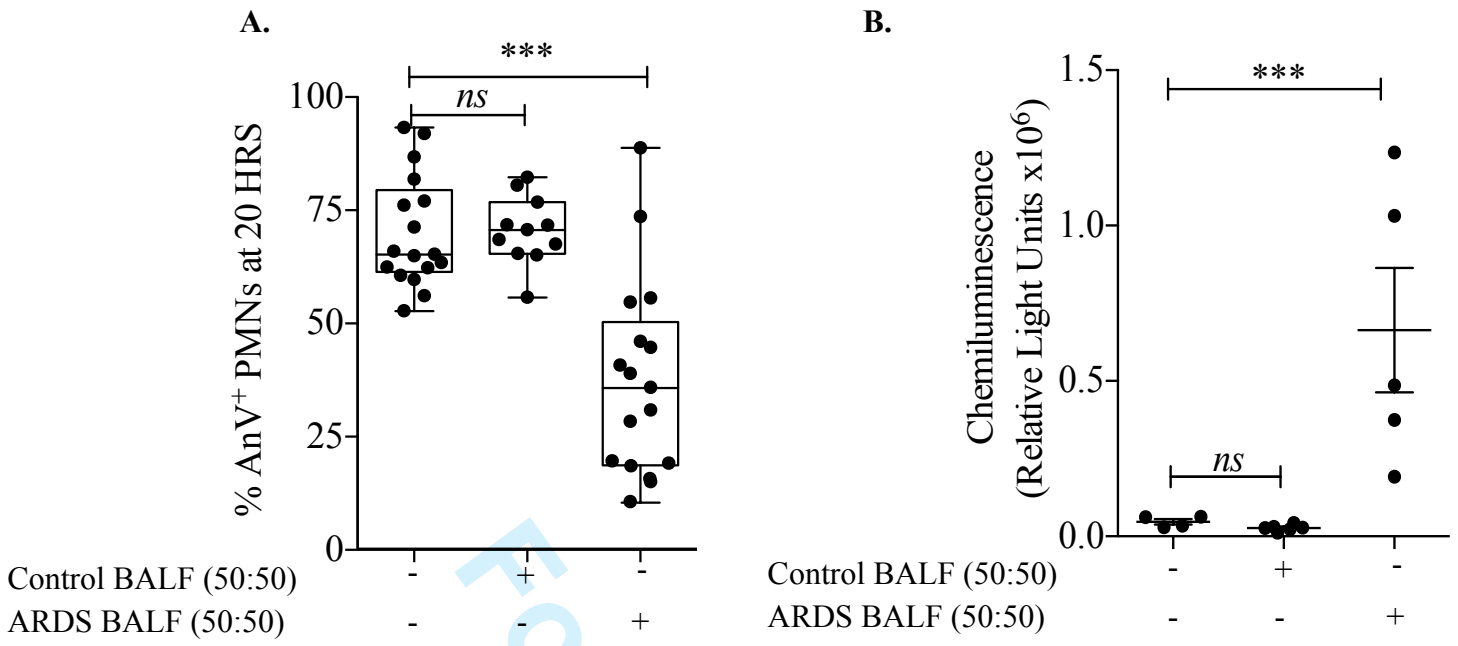 A.
***
ns
100
75
50
25
0
% AnV+ PMNs at 20 HRS
Control BALF (50:50) - + -
ARDS BALF (50:50) - - +
B.
***
ns
1.5
1.0
0.5
0.0
Chemiluminescence
(Relative Light Units x10⁶)
Control BALF (50:50) - + -
ARDS BALF (50:50) - - +